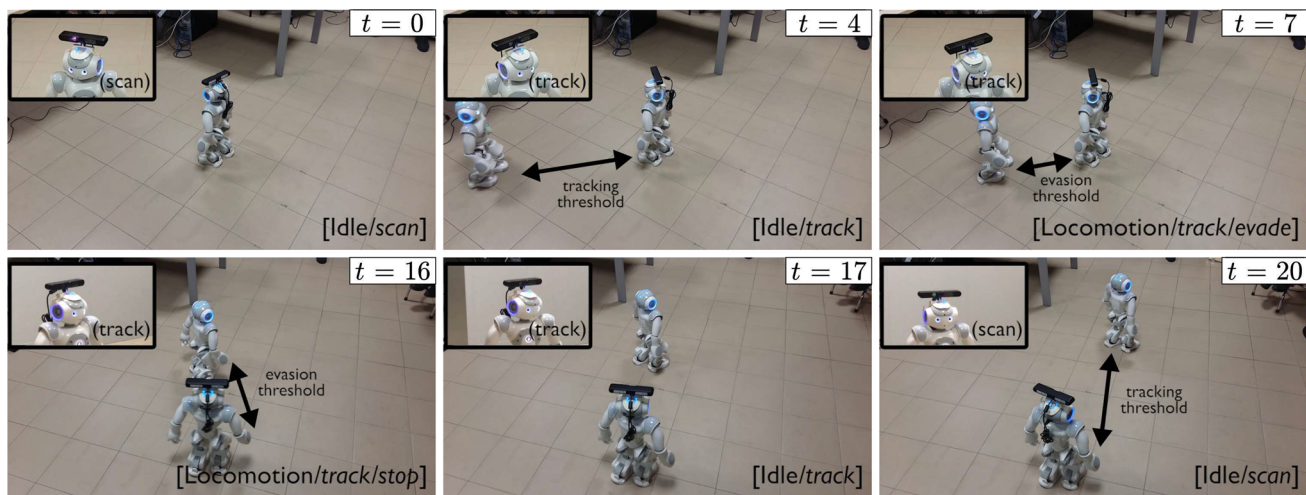 t = 0
(scan)
[Idle/scan]
t = 4
(track)
tracking
threshold
[Idle/track]
t = 7
(track)
evasion
threshold
[Locomotion/track/evade]
t = 16
(track)
evasion
threshold
[Locomotion/track/stop]
t = 17
(track)
[Idle/track]
t = 20
(scan)
tracking
threshold
[Idle/scan]